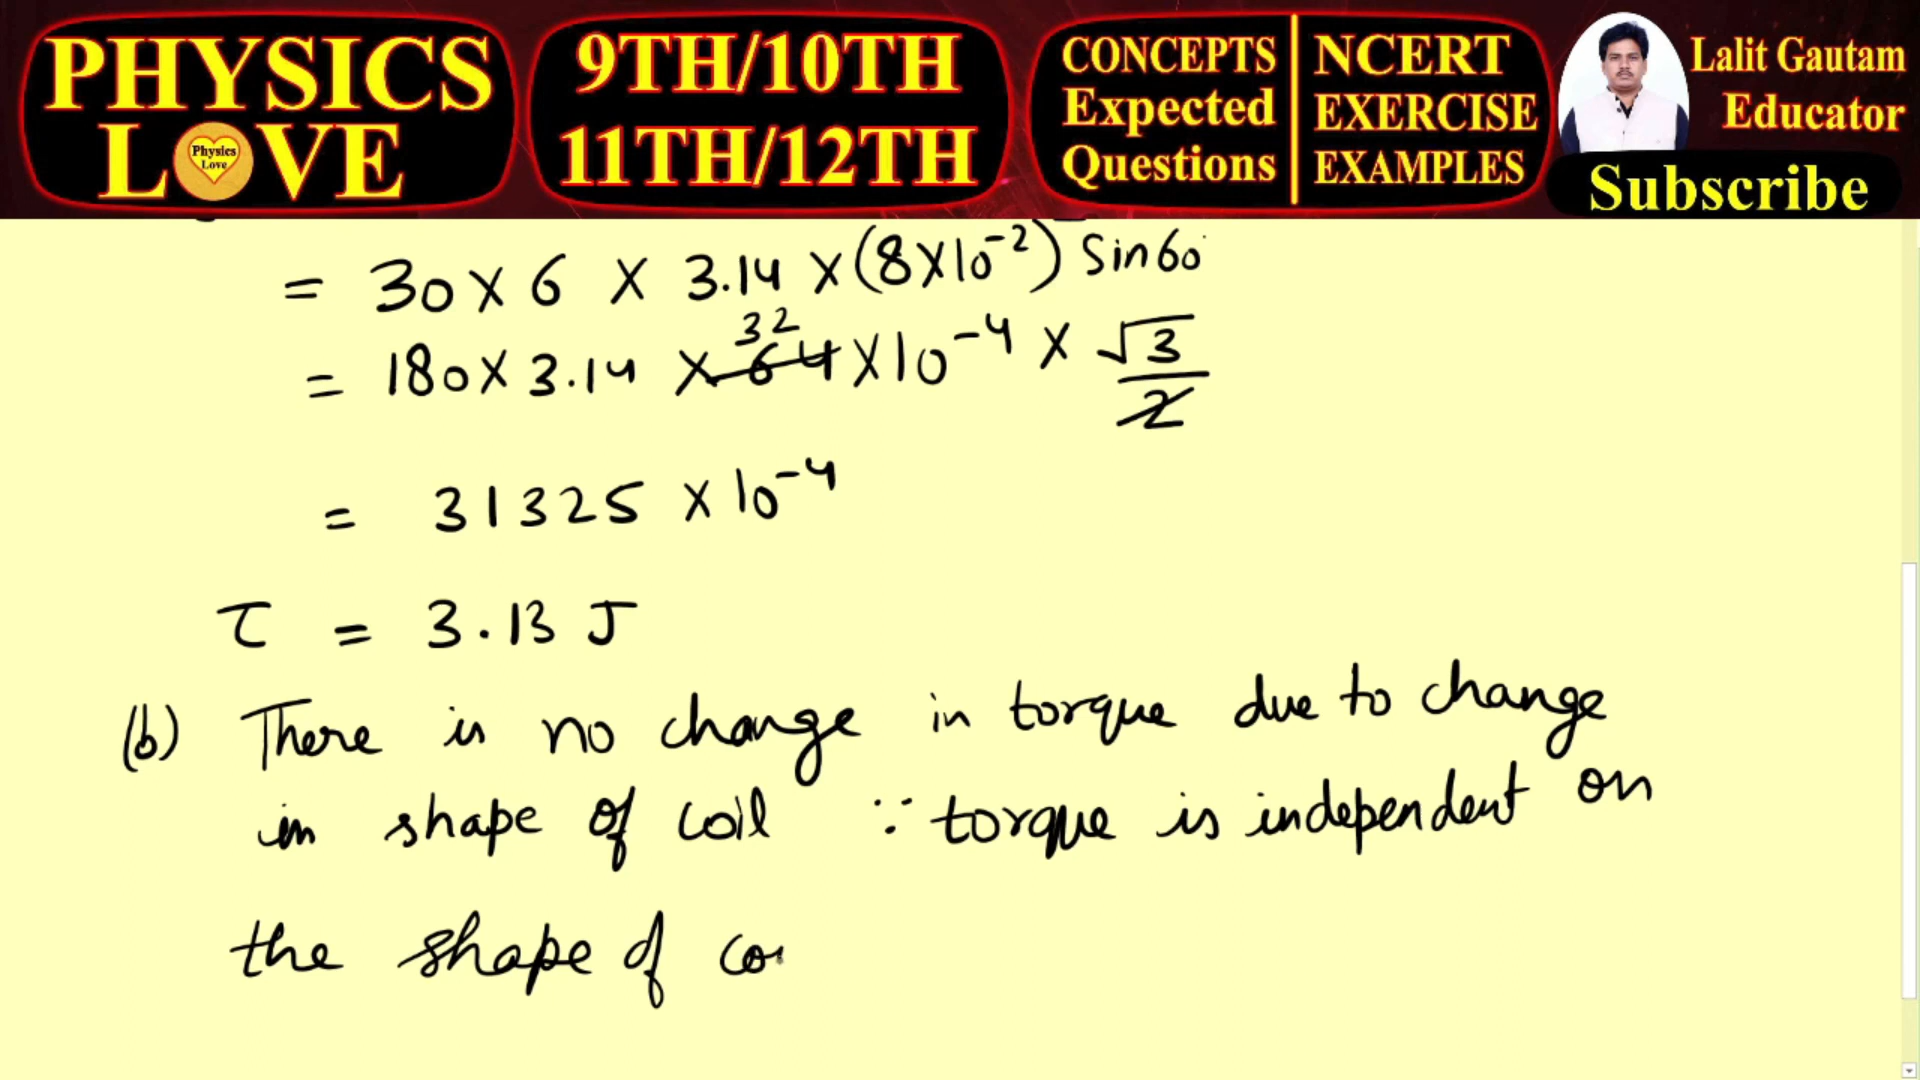 PHYSICS
LOVE
Physics
Love
9TH/10TH
11TH/12TH
CONCEPTS
Expected
Questions
NCERT
EXERCISE
EXAMPLES
Lalit Gautam
Educator
Subscribe
= 30 × 6 × 3.14 × (8×10⁻²) Sin60
= 180 × 3.14 × 64 32 × 10⁻⁴ × √3/2
= 31325 × 10⁻⁴
τ = 3.13 J
(b) There is no change in torque due to change
in shape of coil ∵ torque is independent on
the shape of co